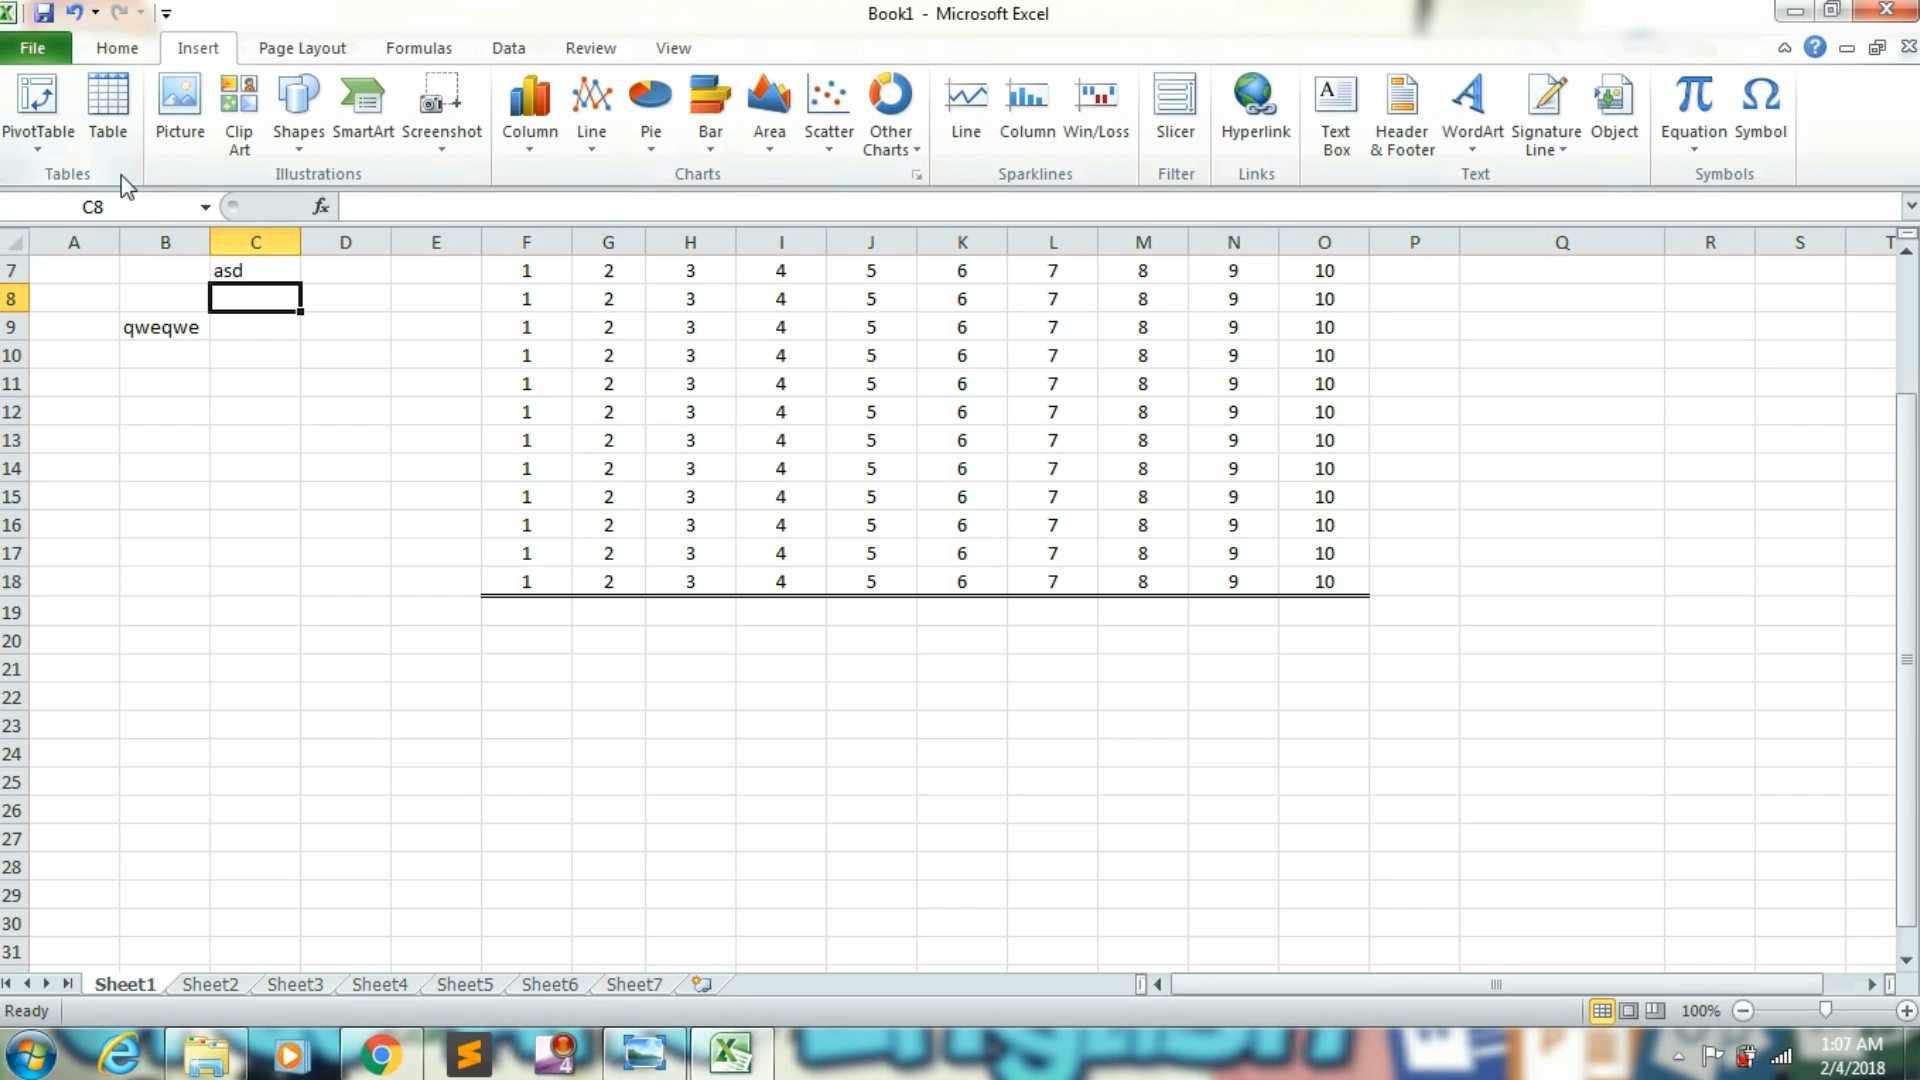 Book1 - Microsoft Excel
File Home Insert Page Layout Formulas Data Review View
PivotTable Table Picture Clip Art Shapes SmartArt Screenshot Column Line Pie Bar Area Scatter Other Charts Line Column Win/Loss Slicer Hyperlink Text Box Header & Footer WordArt Signature Line Object Equation Symbol
Tables Illustrations Charts Sparklines Filter Links Text Symbols
C8 fx
A B C D E F G H I J K L M N O P Q R S T
7 asd 1 2 3 4 5 6 7 8 9 10
8 1 2 3 4 5 6 7 8 9 10
9 qweqwe 1 2 3 4 5 6 7 8 9 10
10 1 2 3 4 5 6 7 8 9 10
11 1 2 3 4 5 6 7 8 9 10
12 1 2 3 4 5 6 7 8 9 10
13 1 2 3 4 5 6 7 8 9 10
14 1 2 3 4 5 6 7 8 9 10
15 1 2 3 4 5 6 7 8 9 10
16 1 2 3 4 5 6 7 8 9 10
17 1 2 3 4 5 6 7 8 9 10
18 1 2 3 4 5 6 7 8 9 10
19
20
21
22
23
24
25
26
27
28
29
30
31
Sheet1 Sheet2 Sheet3 Sheet4 Sheet5 Sheet6 Sheet7
Ready 100%
1:07 AM
2/4/2018